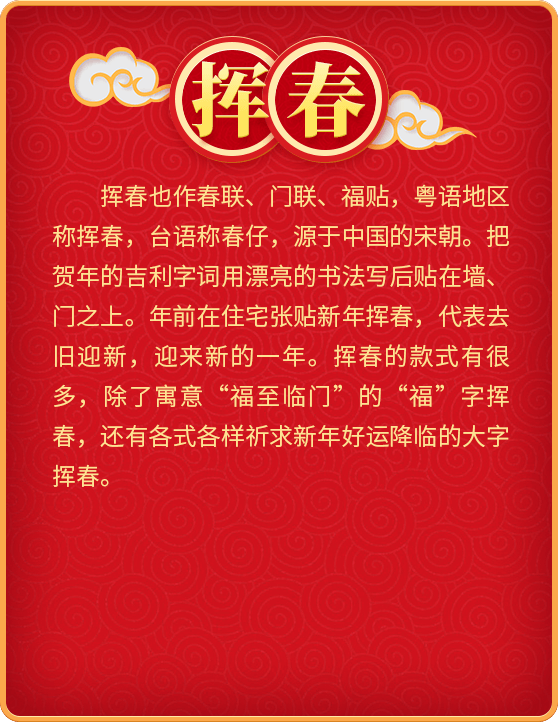 挥春
挥春也作春联、门联、福贴，粤语地区
称挥春，台语称春仔，源于中国的宋朝。把
贺年的吉利字词用漂亮的书法写后贴在墙、
门之上。年前在住宅张贴新年挥春，代表去
旧迎新，迎来新的一年。挥春的款式有很
多，除了寓意“福至临门”的“福”字挥
春，还有各式各样祈求新年好运降临的大字
挥春。